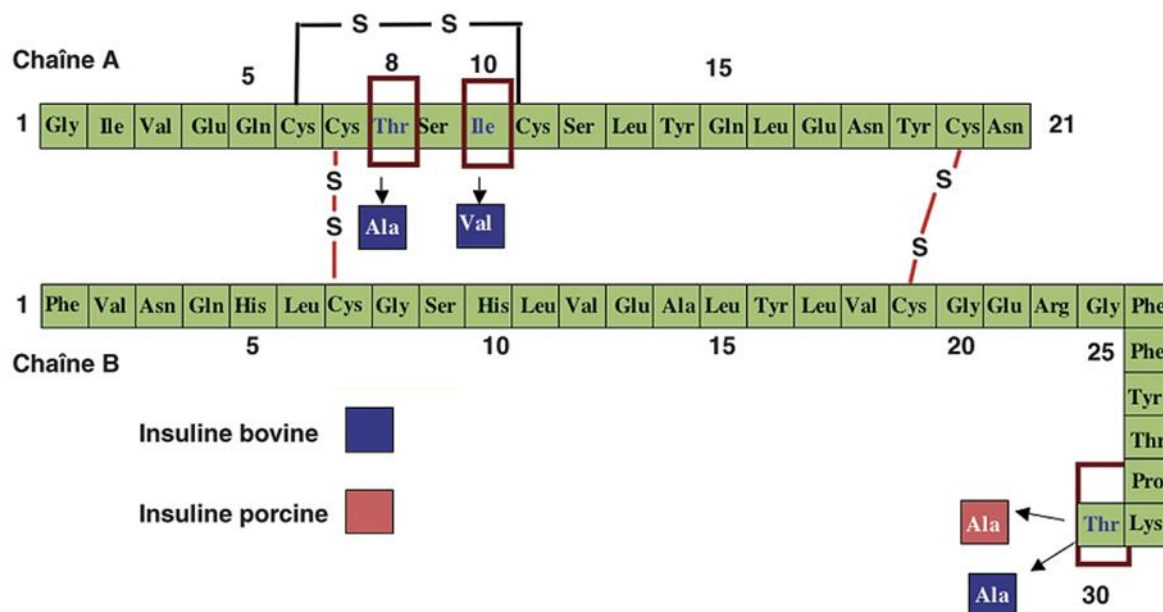 S S
Chaîne A 5 8 10 15
1 Gly Ile Val Glu Gln Cys Cys Thr Ser Ile Cys Ser Leu Tyr Gln Leu Glu Asn Tyr Cys Asn 21
S S
S Ala Val S
1 Phe Val Asn Gln His Leu Cys Gly Ser His Leu Val Glu Ala Leu Tyr Leu Val Cys Gly Glu Arg Gly Phe
5 10 15 20 25 Phe
Chaîne B
Tyr
Insuline bovine Thr
Pro
Insuline porcine Ala Thr Lys
Ala 30